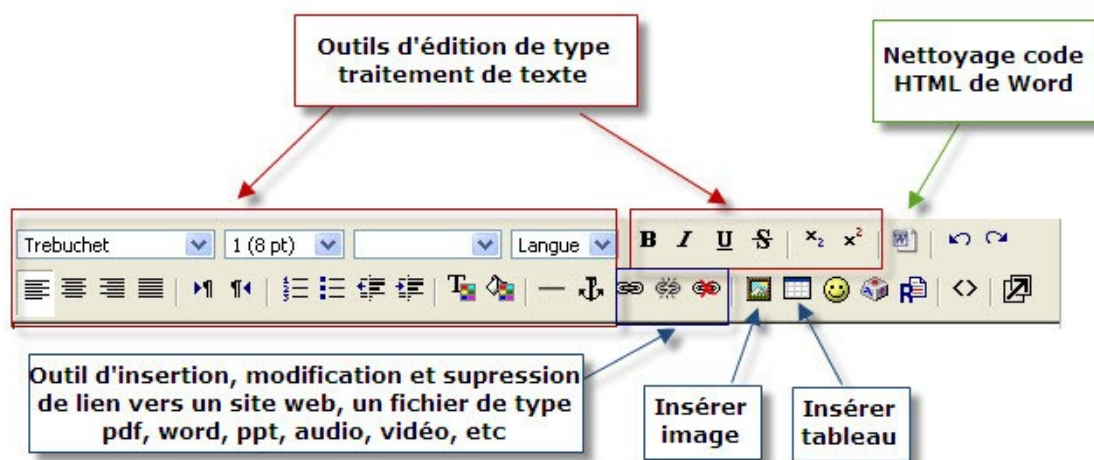 Outils d'édition de type
traitement de texte
Nettoyage code
HTML de Word
Trebuchet
1 (8 pt)
Langue
B I U S x₂ x²
Outil d'insertion, modification et supression
de lien vers un site web, un fichier de type
pdf, word, ppt, audio, vidéo, etc
Insérer
image
Insérer
tableau